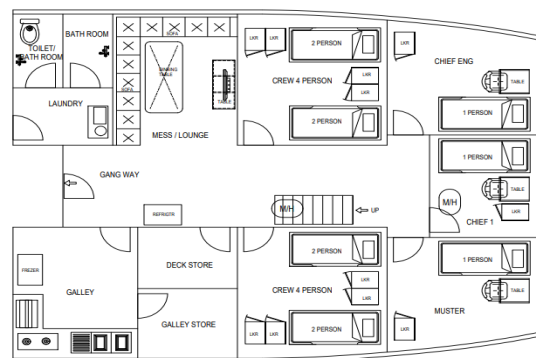 TOILET/
BATH ROOM
BATH ROOM
SOFA
DINNING
TABLE
SOFA
TABLE
LAUNDRY
MESS / LOUNGE
LKR
LKR
2 PERSON
CREW 4 PERSON
LKR
LKR
2 PERSON
LKR
CHIEF ENG
TABLE
1 PERSON
GANG WAY
REFRIGTR
M/H
UP
1 PERSON
TABLE
M/H
LKR
CHIEF 1
FREZER
GALLEY
DECK STORE
GALLEY STORE
2 PERSON
CREW 4 PERSON
LKR
LKR
LKR
LKR
2 PERSON
1 PERSON
TABLE
MUSTER
LKR